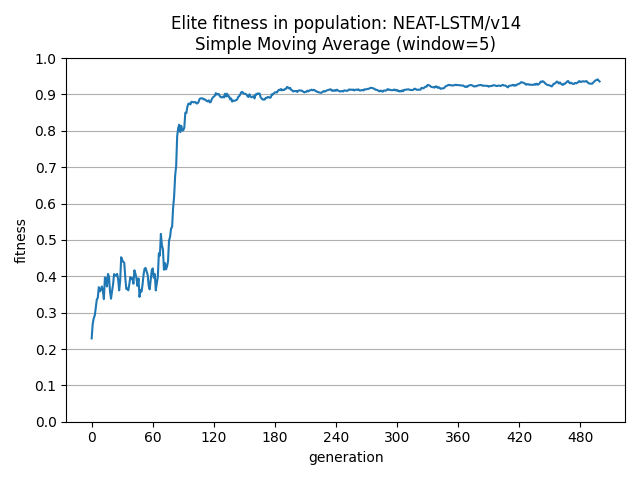 Elite fitness in population: NEAT-LSTM/v14
Simple Moving Average (window=5)
1.0
0.9
0.8
0.7
0.6
0.5
0.4
0.3
0.2
0.1
0.0
fitness
0 60 120 180 240 300 360 420 480
generation